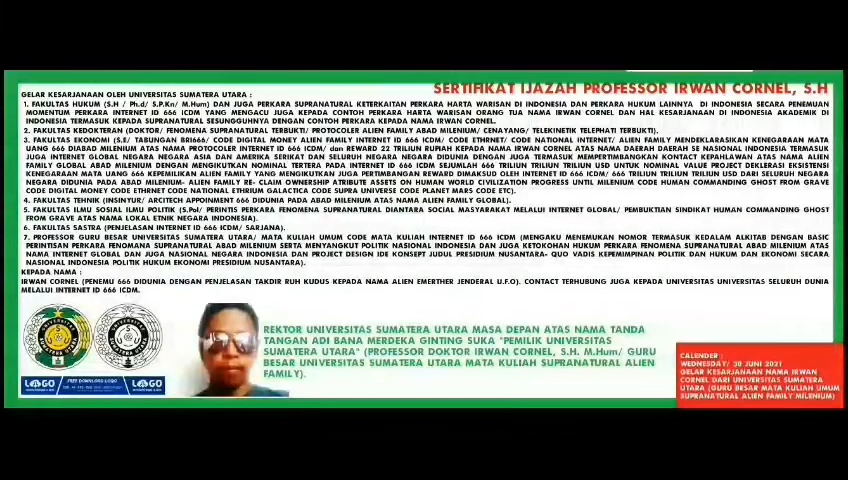 SERTIFIKAT IJAZAH PROFESSOR IRWAN CORNEL, S.H
GELAR KESARJANAAN OLEH UNIVERSITAS SUMATERA UTARA :
1. FAKULTAS HUKUM (S.H / Ph.d/ S.P.Kn/ M.Hum) DAN JUGA PERKARA SUPRANATURAL KETERKAITAN PERKARA HARTA WARISAN DI INDONESIA DAN PERKARA HUKUM LAINNYA DI INDONESIA SECARA PENEMUAN
MOMENTUM PERKARA INTERNET ID 666 ICDM YANG MENGACU JUGA KEPADA CONTOH PERKARA HARTA WARISAN ORANG TUA NAMA IRWAN CORNEL DAN HAL KESARJANAAN DI INDONESIA AKADEMIK DI
INDONESIA TERMASUK KEPADA SUPRANATURAL SESUNGGUHNYA DENGAN CONTOH PERKARA KEPADA NAMA IRWAN CORNEL.
2. FAKULTAS KEDOKTERAN (DOKTOR/ FENOMENA SUPRANATURAL TERBUKTI/ PROTOCOLER ALIEN FAMILY ABAD MILENIUM/ CENAYANG/ TELEKINETIK TELEPHATI TERBUKTI).
3. FAKULTAS EKONOMI (S.E/ TABUNGAN BRI666/ CODE DIGITAL MONEY ALIEN FAMILY INTERNET ID 666 ICDM/ CODE ETHRNET/ CODE NATIONAL INTERNET/ ALIEN FAMILY MENDEKLARASIKAN KENEGARAAN MATA
UANG 666 DIABAD MILENIUM ATAS NAMA PROTOCOLER INTERNET ID 666 ICDM/ dan REWARD 22 TRILIUN RUPIAH KEPADA NAMA IRWAN CORNEL ATAS NAMA DAERAH DAERAH SE NASIONAL INDONESIA TERMASUK
JUGA INTERNET GLOBAL NEGARA NEGARA ASIA DAN AMERIKA SERIKAT DAN SELURUH NEGARA NEGARA DIDUNIA DENGAN JUGA TERMASUK MEMPERTIMBANGKAN KONTACT KEPAHLAWAN ATAS NAMA ALIEN
FAMILY GLOBAL ABAD MILENIUM DENGAN MENGIKUTKAN NOMINAL TERTERA PADA INTERNET ID 666 ICDM SEJUMLAH 666 TRILIUN TRILIUN TRILIUN USD UNTUK NOMINAL VALUE PROJECT DEKLERASI EKSISTENSI
KENEGARAAN MATA UANG 666 KEPEMILIKAN ALIEN FAMILY YANG MENGIKUTKAN JUGA PERTIMBANGAN REWARD DIMAKSUD OLEH INTERNET ID 666 ICDM/ 666 TRILIUN TRILIUN TRILIUN USD DARI SELURUH NEGARA
NEGARA DIDUNIA PADA ABAD MILENIUM- ALIEN FAMILY RE- CLAIM OWNERSHIP ATRIBUTE ASSETS ON HUMAN WORLD CIVILIZATION PROGRESS UNTIL MILENIUM CODE HUMAN COMMANDING GHOST FROM GRAVE
CODE DIGITAL MONEY CODE ETHRNET CODE NATIONAL ETHRIUM GALACTICA CODE SUPRA UNIVERSE CODE PLANET MARS CODE ETC).
4. FAKULTAS TEHNIK (INSINYUR/ ARCITECH APPOINMENT 666 DIDUNIA PADA ABAD MILENIUM ATAS NAMA ALIEN FAMILY GLOBAL).
5. FAKULTAS ILMU SOSIAL ILMU POLITIK (S.Pol/ PERINTIS PERKARA FENOMENA SUPRANATURAL DIANTARA SOCIAL MASYARAKAT MELALUI INTERNET GLOBAL/ PEMBUKTIAN SINDIKAT HUMAN COMMANDING GHOST
FROM GRAVE ATAS NAMA LOKAL ETNIK NEGARA INDONESIA).
6. FAKULTAS SASTRA (PENJELASAN INTERNET ID 666 ICDM/ SARJANA).
7. PROFESSOR GURU BESAR UNIVERSITAS SUMATERA UTARA/ MATA KULIAH UMUM CODE MATA KULIAH INTERNET ID 666 ICDM (MENGAKU MENEMUKAN NOMOR TERMASUK KEDALAM ALKITAB DENGAN BASIC
PERINTISAN PERKARA FENOMANA SUPRANATURAL ABAD MILENIUM SERTA MENYANGKUT POLITIK NASIONAL INDONESIA DAN JUGA KETOKOHAN HUKUM PERKARA FENOMENA SUPRANATURAL ABAD MILENIUM ATAS
NAMA INTERNET GLOBAL DAN JUGA NASIONAL NEGARA INDONESIA DAN PROJECT DESIGN IDE KONSEP JUDUL PRESIDIUM NUSANTARA- QUO VADIS KEPEMIMPINAN POLITIK DAN HUKUM DAN EKONOMI SECARA
NASIONAL INDONESIA POLITIK HUKUM EKONOMI PRESIDIUM NUSANTARA).
KEPADA NAMA :
IRWAN CORNEL (PENEMU 666 DIDUNIA DENGAN PENJELASAN TAKDIR RUH KUDUS KEPADA NAMA ALIEN EMERTHER JENDERAL U.F.O). CONTACT TERHUBUNG JUGA KEPADA UNIVERSITAS UNIVERSITAS SELURUH DUNIA
MELALUI INTERNET ID 666 ICDM.
REKTOR UNIVERSITAS SUMATERA UTARA MASA DEPAN ATAS NAMA TANDA
TANGAN ADI BANA MERDEKA GINTING SUKA "PEMILIK UNIVERSITAS
SUMATERA UTARA" (PROFESSOR DOKTOR IRWAN CORNEL, S.H. M.Hum/ GURU
BESAR UNIVERSITAS SUMATERA UTARA MATA KULIAH SUPRANATURAL ALIEN
FAMILY).
LOGO
FREE DOWNLOAD LOGO
LOGO
CALENDER :
WEDNESDAY/ 30 JUNI 2021
GELAR KESARJANAAN NAMA IRWAN
CORNEL DARI UNIVERSITAS SUMATERA
UTARA (GURU BESAR MATA KULIAH UMUM
SUPRANATURAL ALIEN FAMILY MILENIUM)